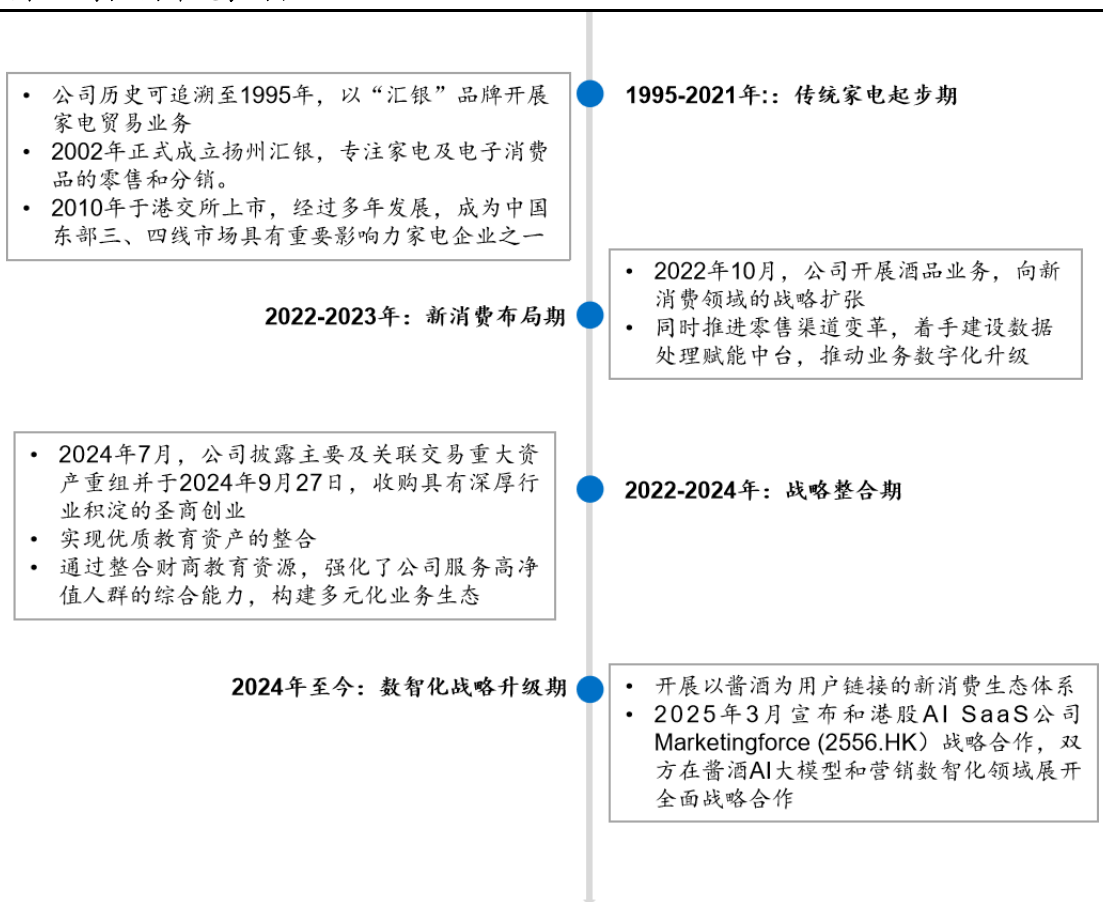 1995-2021年:：传统家电起步期
• 公司历史可追溯至1995年，以“汇银”品牌开展
家电贸易业务
• 2002年正式成立扬州汇银，专注家电及电子消费
品的零售和分销。
• 2010年于港交所上市，经过多年发展，成为中国
东部三、四线市场具有重要影响力家电企业之一
2022-2023年：新消费布局期
• 2022年10月，公司开展酒品业务，向新
消费领域的战略扩张
• 同时推进零售渠道变革，着手建设数据
处理赋能中台，推动业务数字化升级
2022-2024年：战略整合期
• 2024年7月，公司披露主要及关联交易重大资
产重组并于2024年9月27日，收购具有深厚行
业积淀的圣商创业
• 实现优质教育资产的整合
• 通过整合财商教育资源，强化了公司服务高净
值人群的综合能力，构建多元化业务生态
2024年至今：数智化战略升级期
• 开展以酱酒为用户链接的新消费生态体系
• 2025年3月宣布和港股AI SaaS公司
Marketingforce (2556.HK）战略合作，双
方在酱酒AI大模型和营销数智化领域展开
全面战略合作